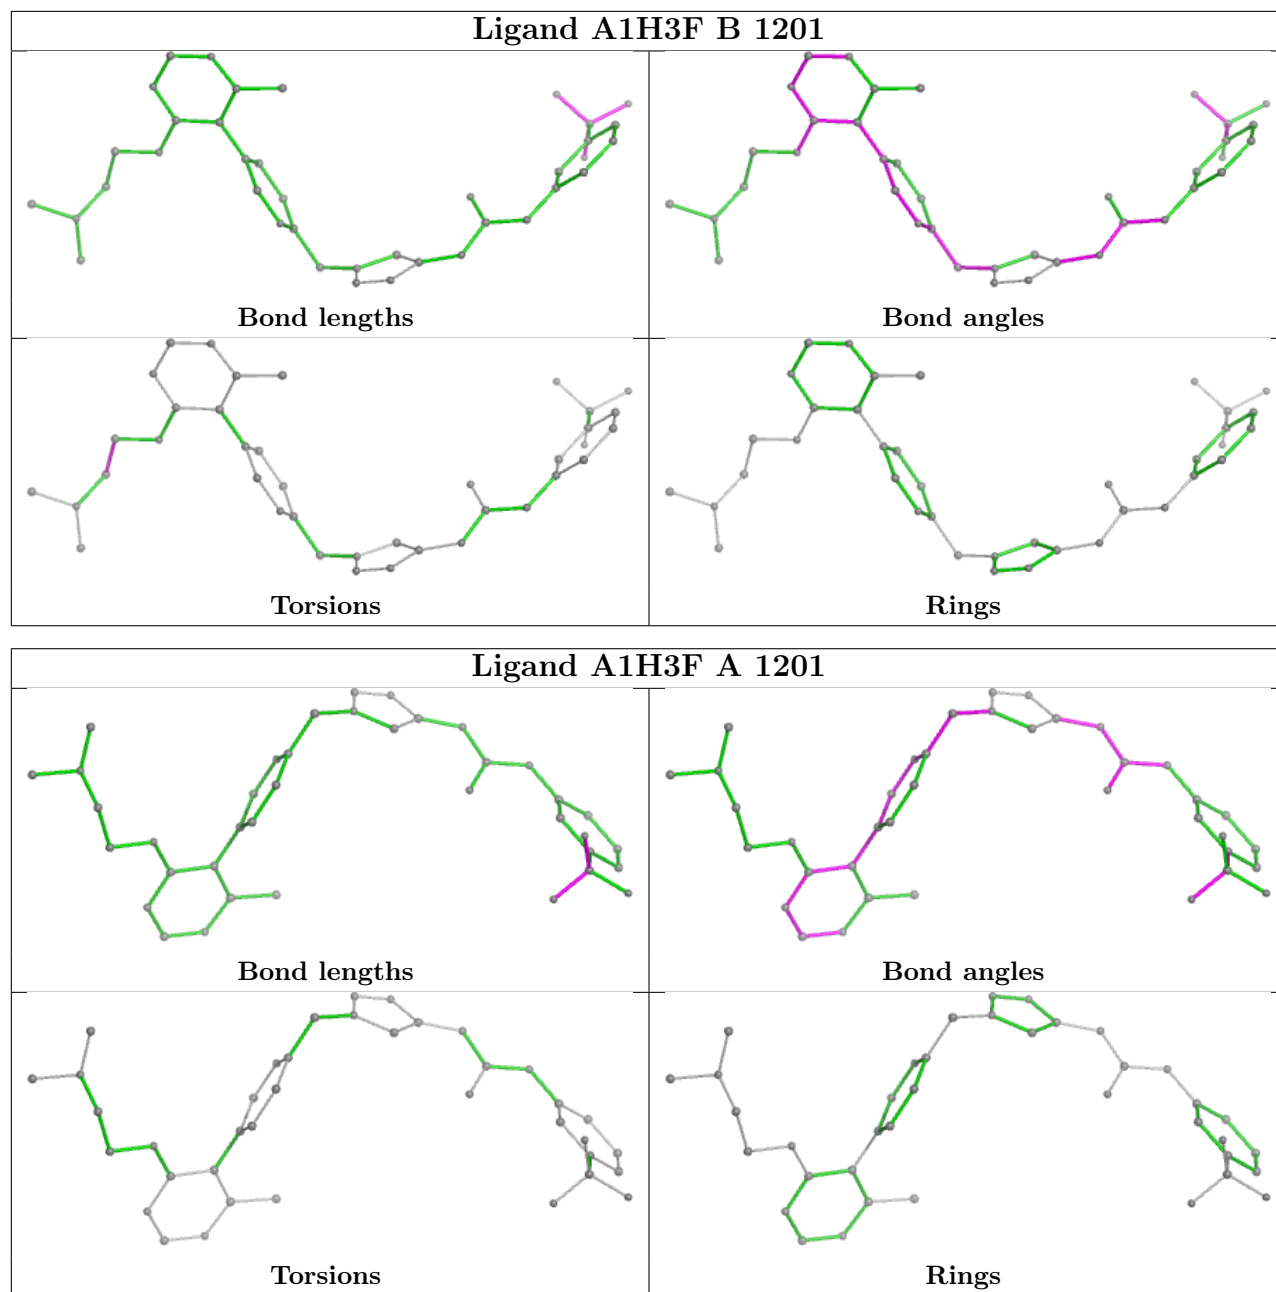 Ligand A1H3F B 1201
Bond lengths
Bond angles
Torsions
Rings
Ligand A1H3F A 1201
Bond lengths
Bond angles
Torsions
Rings